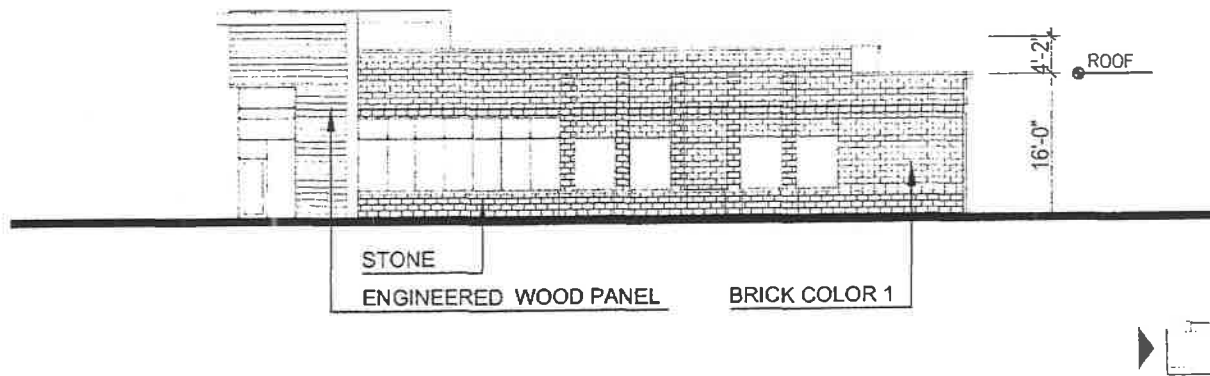 4'-2"
ROOF
16'-0"
STONE
ENGINEERED WOOD PANEL
BRICK COLOR 1